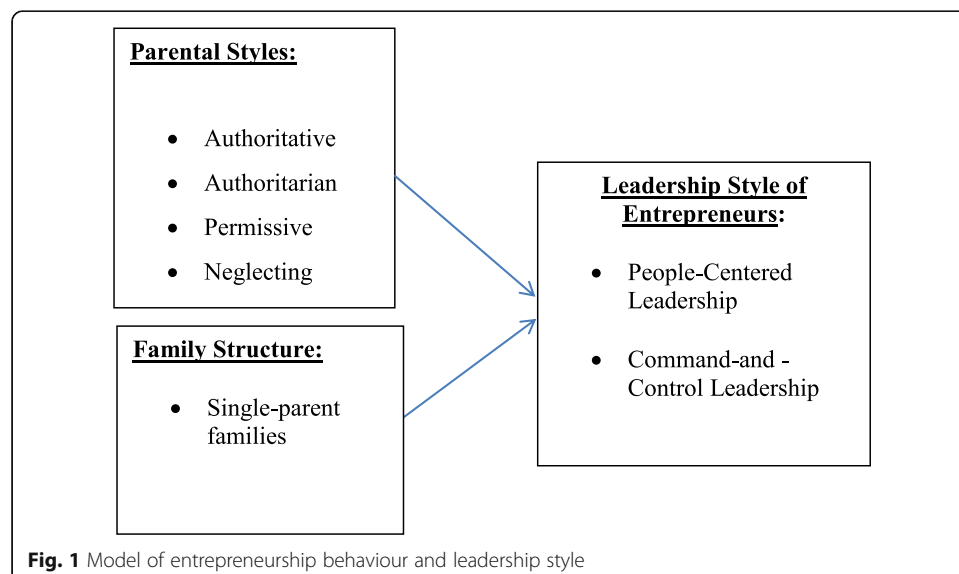 Parental Styles:
• Authoritative
• Authoritarian
• Permissive
• Neglecting
Family Structure:
• Single-parent
families
Leadership Style of
Entrepreneurs:
• People-Centered
Leadership
• Command-and -
Control Leadership
Fig. 1 Model of entrepreneurship behaviour and leadership style